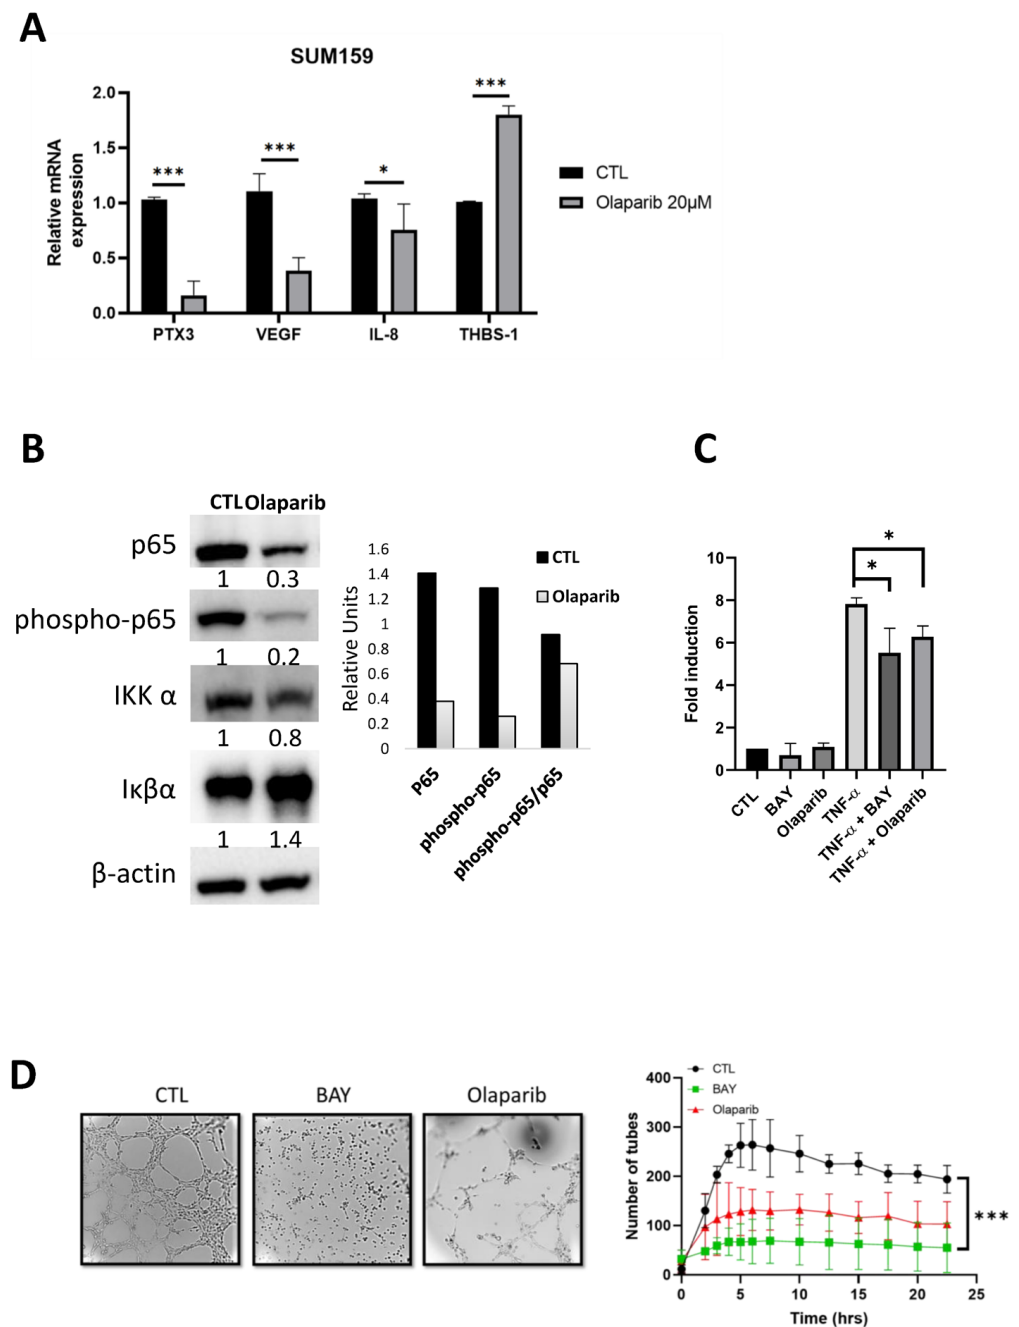 A
SUM159
2.0
1.5
1.0
0.5
0.0
Relative mRNA
expression
***
***
*
***
PTX3
VEGF
IL-8
THBS-1
CTL
Olaparib 20µM
B
CTL Olaparib
p65
1 0.3
phospho-p65
1 0.2
IKK α
1 0.8
Iκβα
1 1.4
β-actin
1.6
1.4
1.2
1
0.8
0.6
0.4
0.2
0
Relative Units
CTL
Olaparib
P65
phospho-p65
phospho-p65/p65
C
*
*
10
8
6
4
2
0
Fold induction
CTL
BAY
Olaparib
TNF-α
TNF-α + BAY
TNF-α + Olaparib
D
CTL
BAY
Olaparib
CTL
BAY
Olaparib
400
300
200
100
0
Number of tubes
***
0 5 10 15 20 25
Time (hrs)